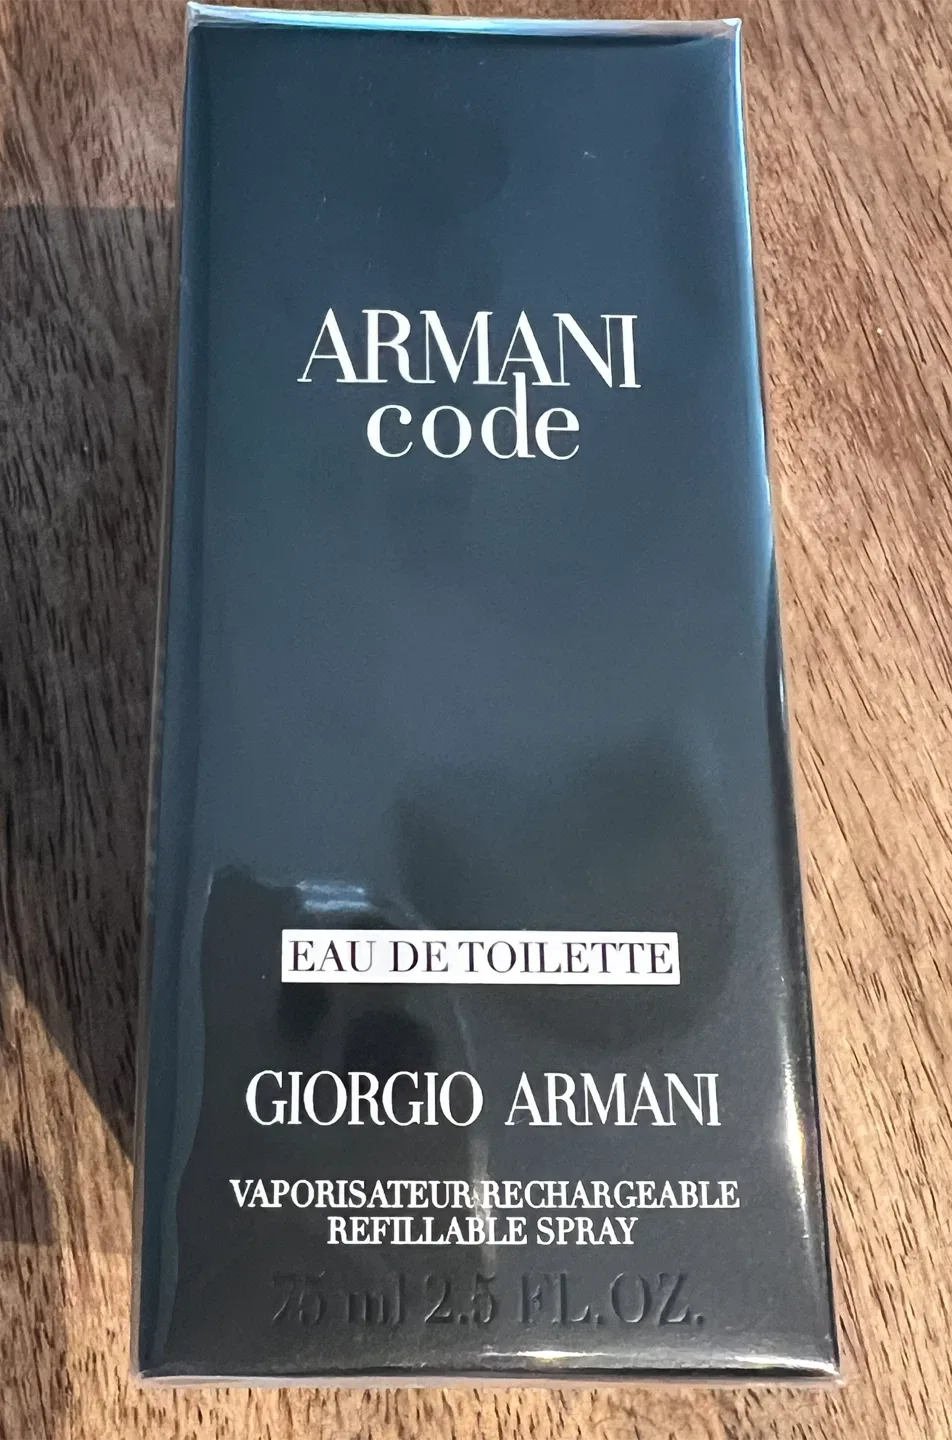 ARMANI
code
EAU DE TOILETTE
GIORGIO ARMANI
VAPORISATEUR RECHARGEABLE
REFILLABLE SPRAY
75 ml 2.5 FL.OZ.